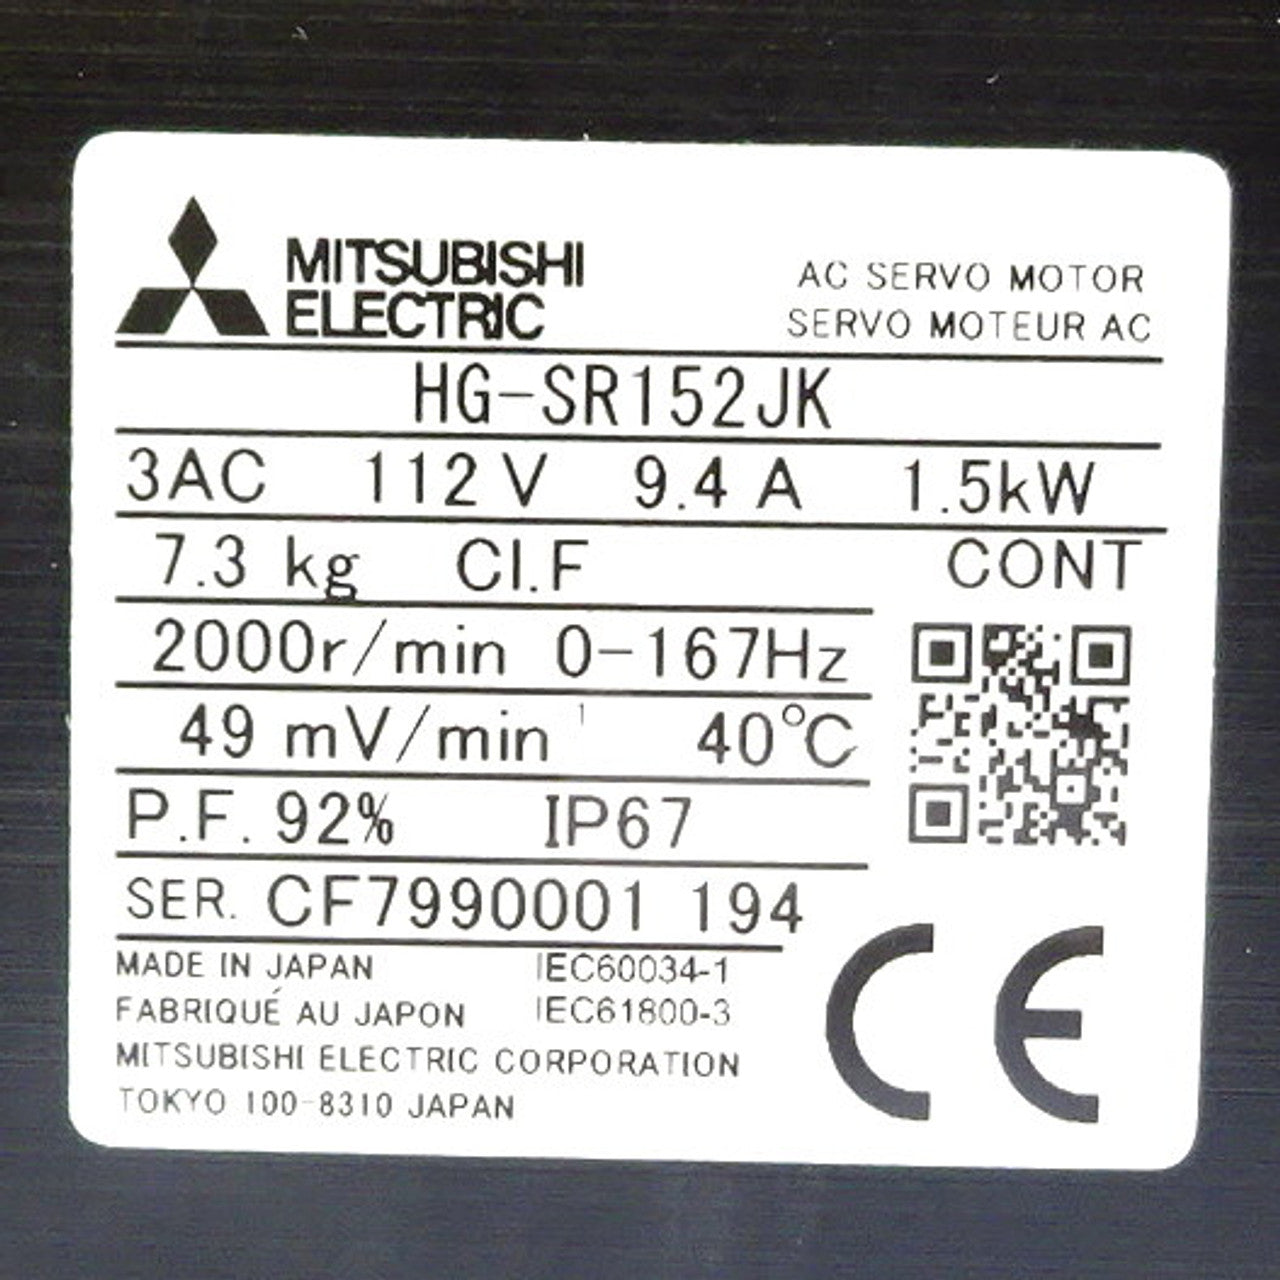 MITSUBISHI
ELECTRIC
AC SERVO MOTOR
SERVO MOTEUR AC
HG-SR152JK
3AC 112 V 9.4 A 1.5kW
7.3 kg Cl.F CONT
2000r/min 0-167Hz
49 mV/min⁻¹ 40℃
P.F. 92% IP67
SER. CF7990001 194
MADE IN JAPAN IEC60034-1
FABRIQUÉ AU JAPON IEC61800-3
MITSUBISHI ELECTRIC CORPORATION
TOKYO 100-8310 JAPAN
CE